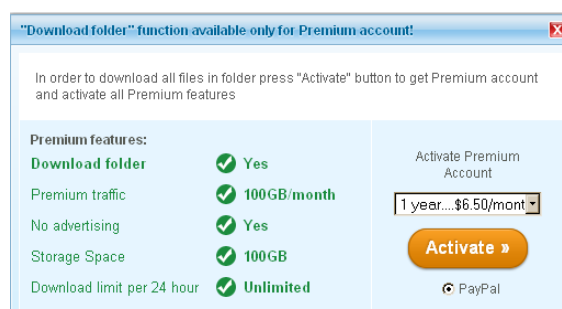 "Download folder" function available only for Premium account!
In order to download all files in folder press "Activate" button to get Premium account
and activate all Premium features
Premium features:
Download folder Yes
Premium traffic 100GB/month
No advertising Yes
Storage Space 100GB
Download limit per 24 hour Unlimited
Activate Premium
Account
1 year....$6.50/mont
Activate »
PayPal